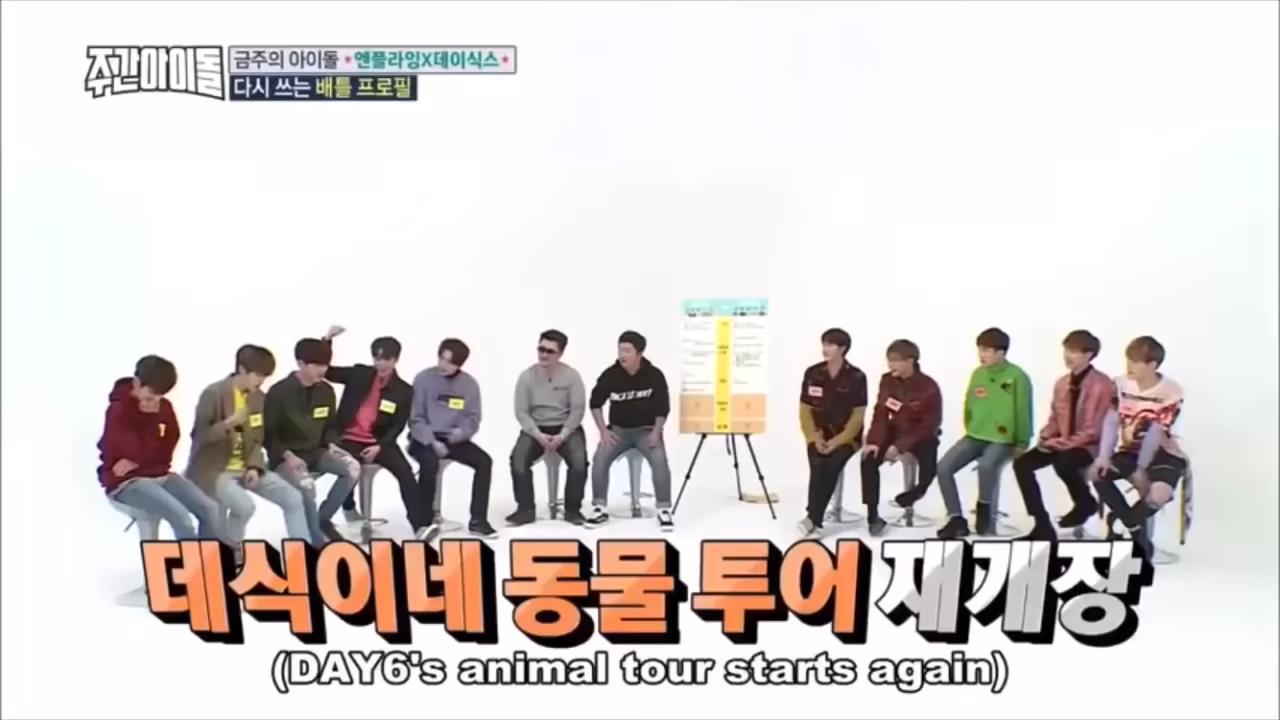 주간아이돌
금주의 아이돌 *엔플라잉X데이식스*
다시 쓰는 배틀 프로필
데식이네 동물 투어 재개장
(DAY6's animal tour starts again)